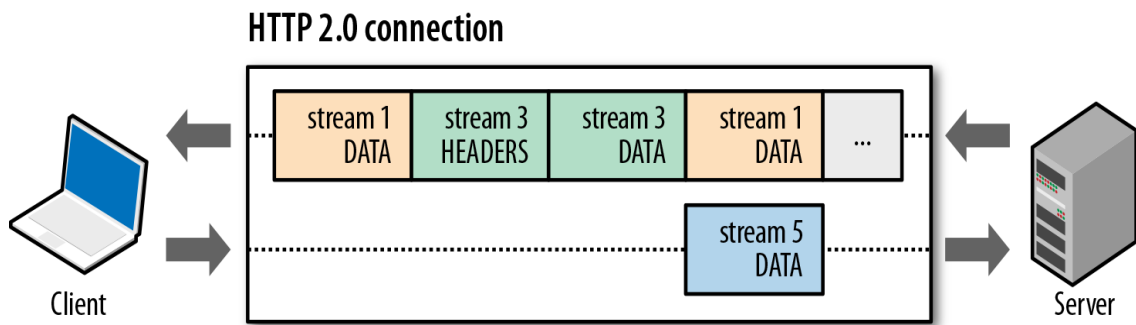 HTTP 2.0 connection
stream 1
DATA
stream 3
HEADERS
stream 3
DATA
stream 1
DATA
...
stream 5
DATA
Client
Server